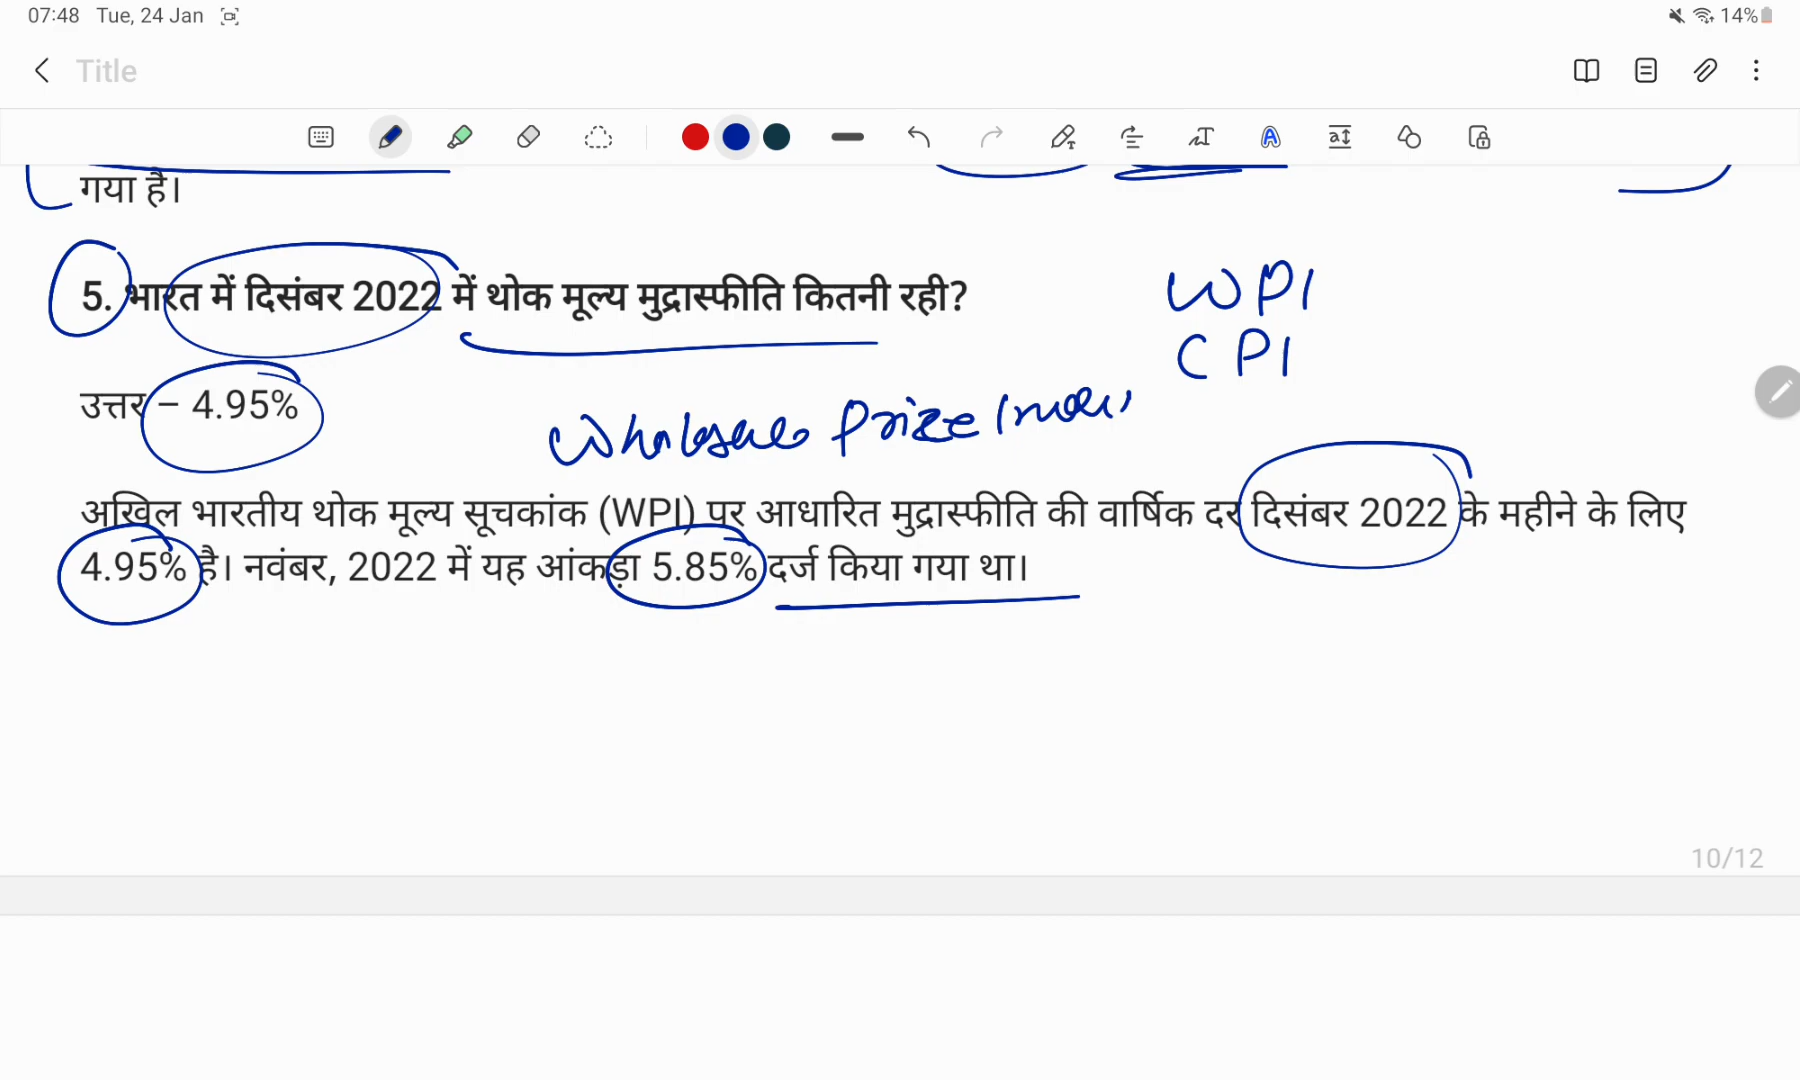 07:48 Tue, 24 Jan 14%
Title
गया है।
5. भारत में दिसंबर 2022 में थोक मूल्य मुद्रास्फीति कितनी रही?
WPI
CPI
उत्तर – 4.95%
Wholesale Prize Index
अखिल भारतीय थोक मूल्य सूचकांक (WPI) पर आधारित मुद्रास्फीति की वार्षिक दर दिसंबर 2022 के महीने के लिए
4.95% है। नवंबर, 2022 में यह आंकड़ा 5.85% दर्ज किया गया था।
10/12